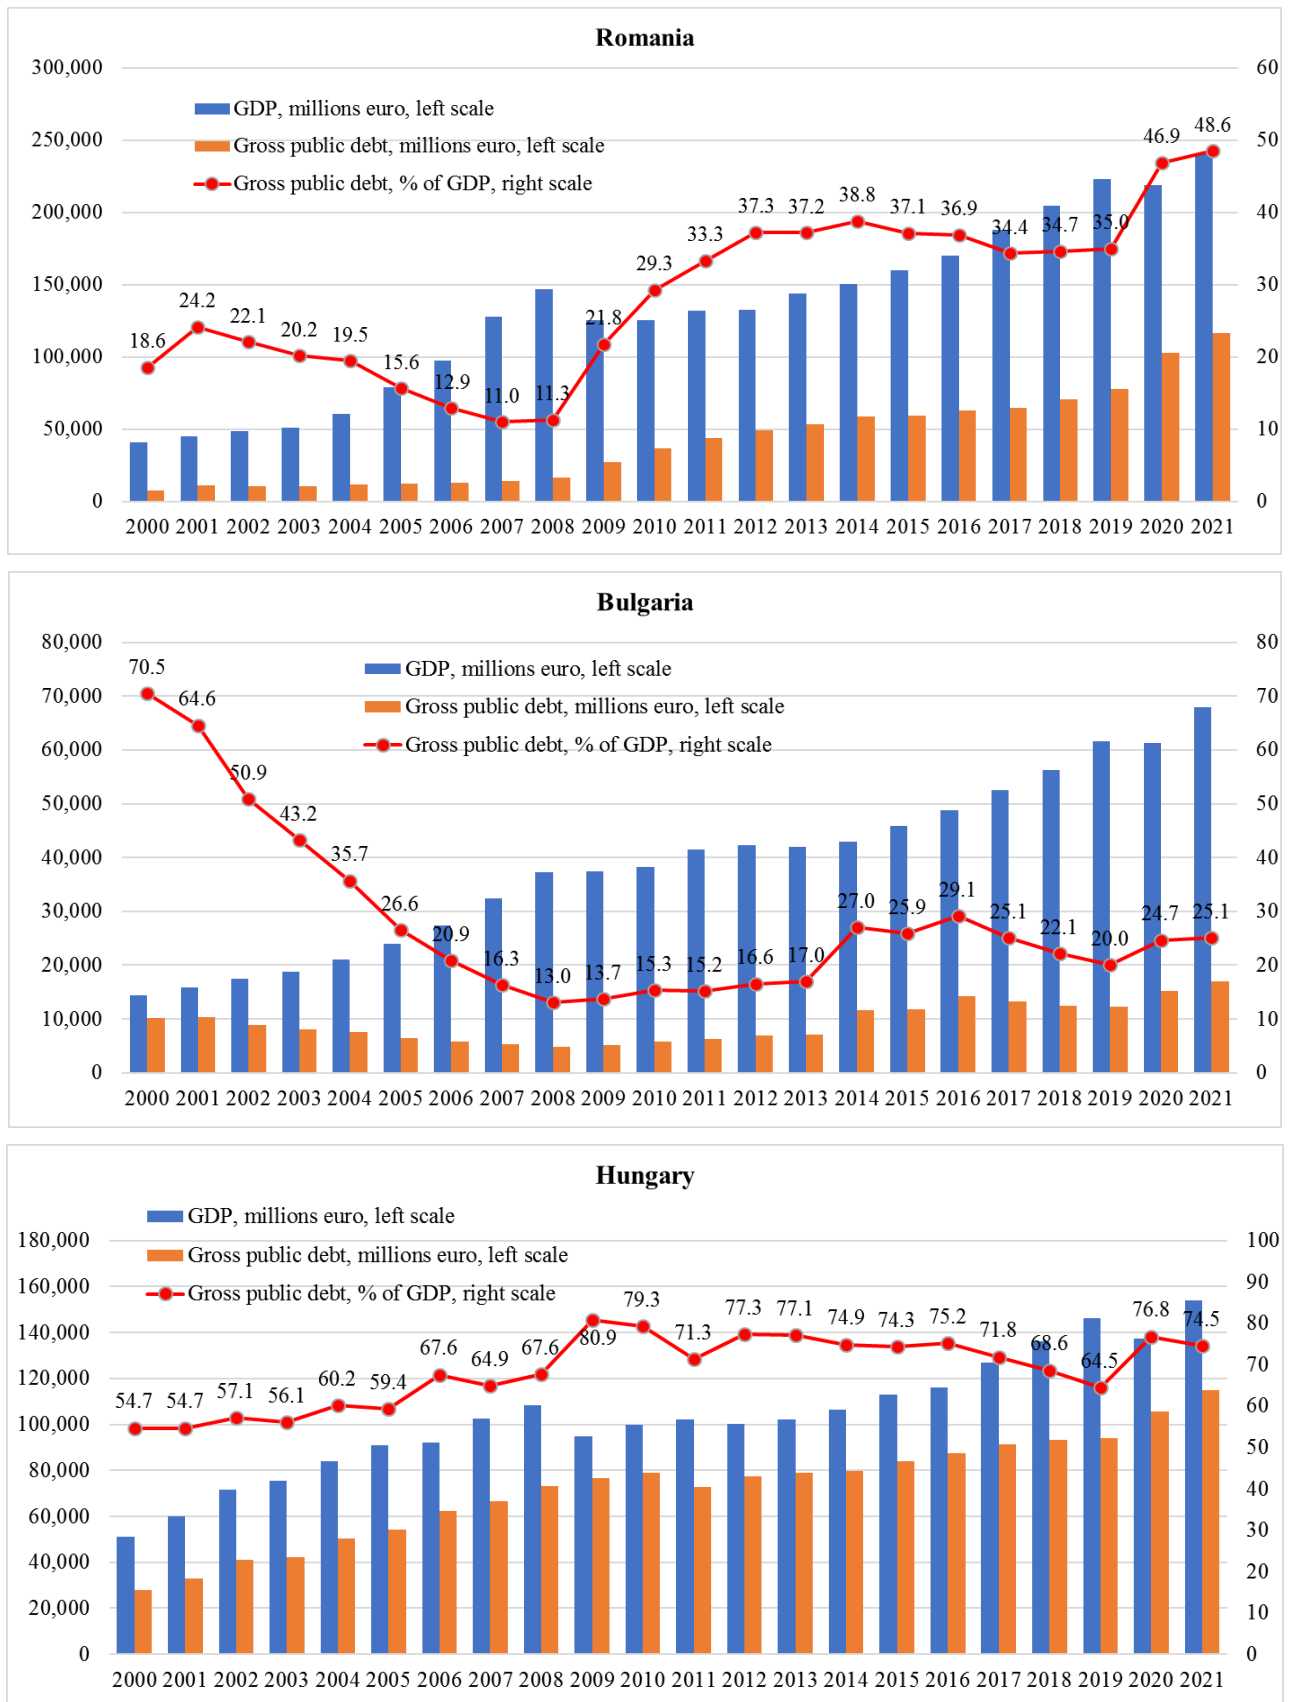 Romania
300,000
250,000
200,000
150,000
100,000
50,000
0
60
50
40
30
20
10
0
GDP, millions euro, left scale
Gross public debt, millions euro, left scale
Gross public debt, % of GDP, right scale
18.6 24.2 22.1 20.2 19.5 15.6 12.9 11.0 11.3 21.8 29.3 33.3 37.3 37.2 38.8 37.1 36.9 34.4 34.7 35.0 46.9 48.6
2000 2001 2002 2003 2004 2005 2006 2007 2008 2009 2010 2011 2012 2013 2014 2015 2016 2017 2018 2019 2020 2021
Bulgaria
80,000
70,000
60,000
50,000
40,000
30,000
20,000
10,000
0
80
70
60
50
40
30
20
10
0
GDP, millions euro, left scale
Gross public debt, millions euro, left scale
Gross public debt, % of GDP, right scale
70.5 64.6 50.9 43.2 35.7 26.6 20.9 16.3 13.0 13.7 15.3 15.2 16.6 17.0 27.0 25.9 29.1 25.1 22.1 20.0 24.7 25.1
2000 2001 2002 2003 2004 2005 2006 2007 2008 2009 2010 2011 2012 2013 2014 2015 2016 2017 2018 2019 2020 2021
Hungary
180,000
160,000
140,000
120,000
100,000
80,000
60,000
40,000
20,000
0
100
90
80
70
60
50
40
30
20
10
0
GDP, millions euro, left scale
Gross public debt, millions euro, left scale
Gross public debt, % of GDP, right scale
54.7 54.7 57.1 56.1 60.2 59.4 67.6 64.9 67.6 80.9 79.3 71.3 77.3 77.1 74.9 74.3 75.2 71.8 68.6 64.5 76.8 74.5
2000 2001 2002 2003 2004 2005 2006 2007 2008 2009 2010 2011 2012 2013 2014 2015 2016 2017 2018 2019 2020 2021